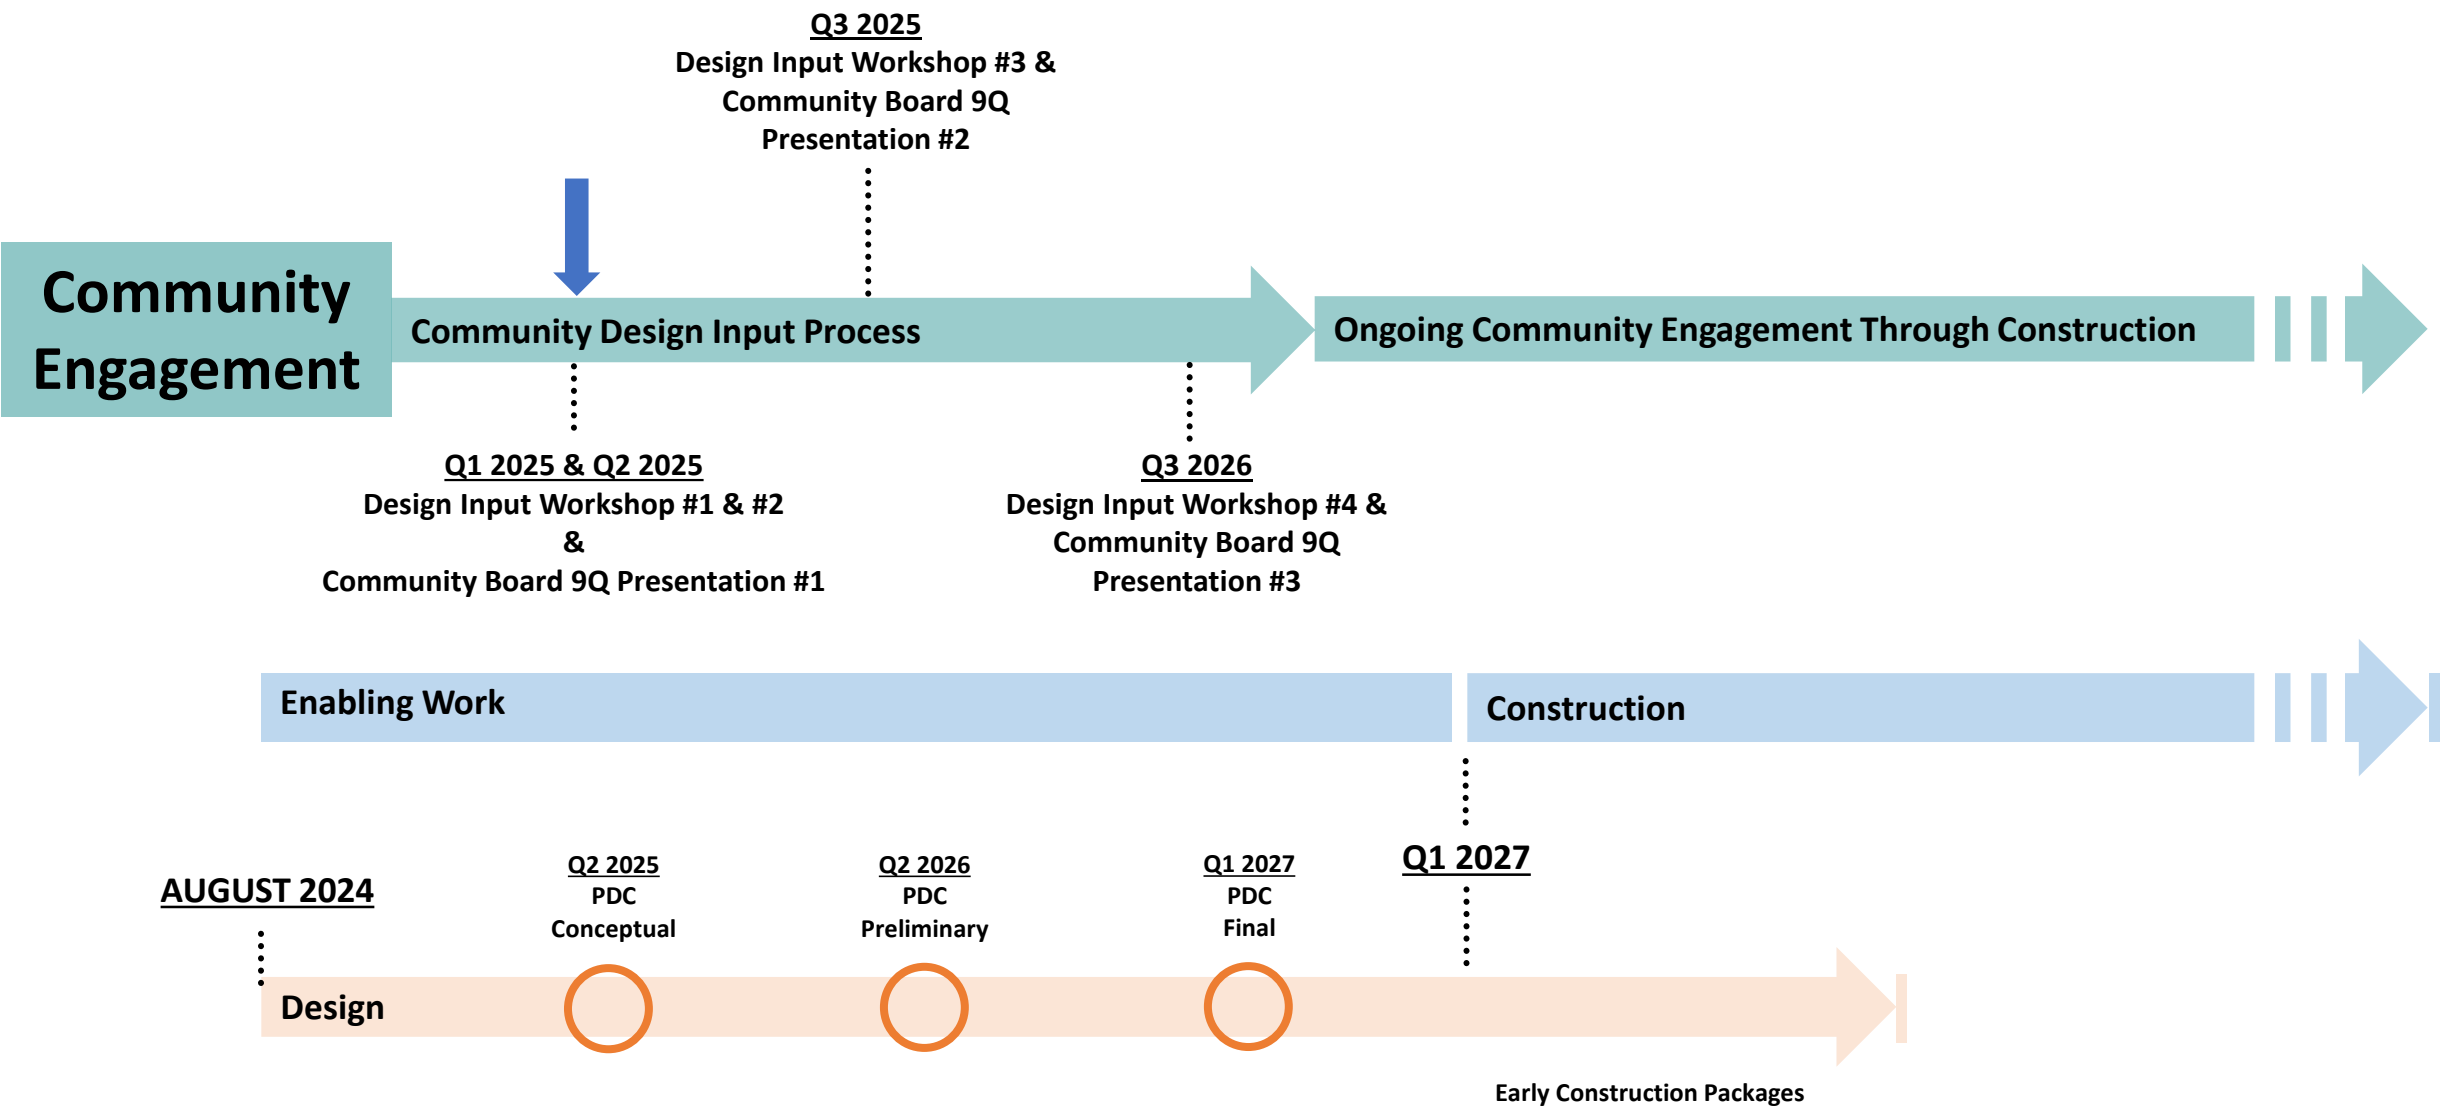 Q3 2025
Design Input Workshop #3 &
Community Board 9Q
Presentation #2
Community
Engagement
Community Design Input Process
Ongoing Community Engagement Through Construction
Q1 2025 & Q2 2025
Design Input Workshop #1 & #2
&
Community Board 9Q Presentation #1
Q3 2026
Design Input Workshop #4 &
Community Board 9Q
Presentation #3
Enabling Work
Construction
AUGUST 2024
Q2 2025
PDC
Conceptual
Q2 2026
PDC
Preliminary
Q1 2027
PDC
Final
Q1 2027
Design
Early Construction Packages